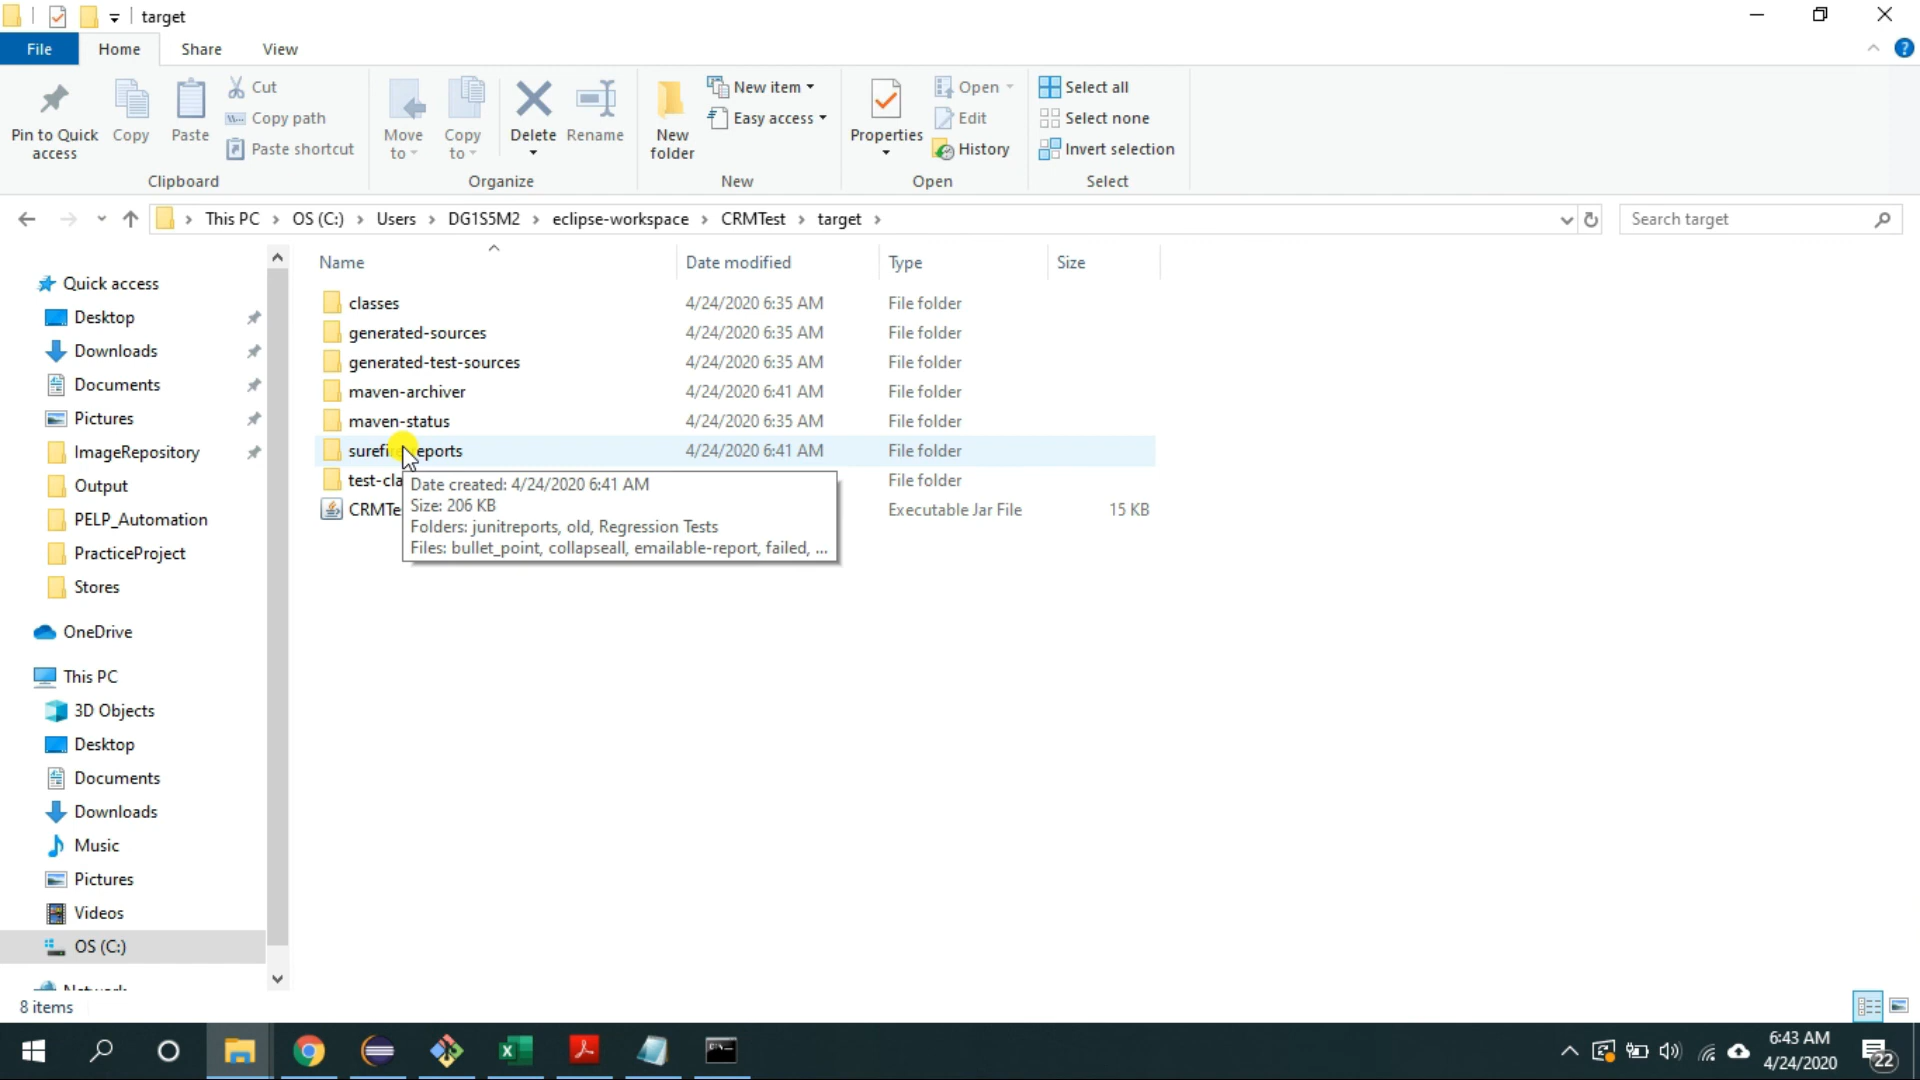 target
File Home Share View
Pin to Quick access
Copy
Paste
Cut
Copy path
Paste shortcut
Clipboard
Move to
Copy to
Delete
Rename
Organize
New folder
New item
Easy access
New
Properties
Open
Edit
History
Open
Select all
Select none
Invert selection
Select
This PC > OS (C:) > Users > DG1S5M2 > eclipse-workspace > CRMTest > target >
Search target
Quick access
Desktop
Downloads
Documents
Pictures
ImageRepository
Output
PELP_Automation
PracticeProject
Stores
OneDrive
This PC
3D Objects
Desktop
Documents
Downloads
Music
Pictures
Videos
OS (C:)
Name Date modified Type Size
classes 4/24/2020 6:35 AM File folder
generated-sources 4/24/2020 6:35 AM File folder
generated-test-sources 4/24/2020 6:35 AM File folder
maven-archiver 4/24/2020 6:41 AM File folder
maven-status 4/24/2020 6:35 AM File folder
4/24/2020 6:41 AM File folder
File folder
Executable Jar File 15 KB
Date created: 4/24/2020 6:41 AM
Size: 206 KB
Folders: junitreports, old, Regression Tests
Files: bullet_point, collapseall, emailable-report, failed, ...
8 items
6:43 AM
4/24/2020
22